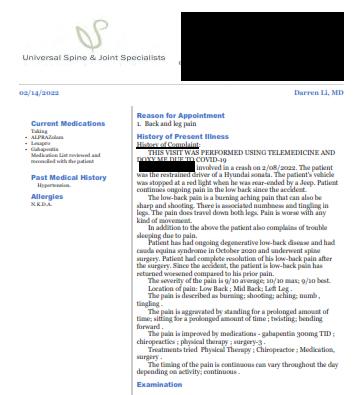 Universal Spine & Joint Specialists
02/14/2022
Darren Li, MD
Current Medications
Taking
• ALPRAZolam
• Lexapro
• Gabapentin
Medication List reviewed and
reconciled with the patient
Past Medical History
Hypertension.
Allergies
N.K.D.A.
Reason for Appointment
1. Back and leg pain
History of Present Illness
History of Complaint:
THIS VISIT WAS PERFORMED USING TELEMEDICINE AND
DOXY.ME DUE TO COVID-19
involved in a crash on 2/08/2022. The patient
was the restrained driver of a Hyundai sonata. The patient's vehicle
was stopped at a red light when he was rear-ended by a Jeep. Patient
continues ongoing pain in the low back since the accident.
The low-back pain is a burning aching pain that can also be
sharp and shooting. There is associated numbness and tingling in
legs. The pain does travel down both legs. Pain is worse with any
kind of movement.
In addition to the above the patient also complains of trouble
sleeping due to pain.
Patient has had ongoing degenerative low-back disease and had
cauda equina syndrome in October 2020 and underwent spine
surgery. Patient had complete resolution of his low-back pain after
the surgery. Since the accident, the patient is low-back pain has
returned worsened compared to his prior pain.
The severity of the pain is 9/10 average; 10/10 max; 9/10 best.
Location of pain: Low Back ; Mid Back; Left Leg .
The pain is described as burning; shooting; aching; numb ,
tingling .
The pain is aggravated by standing for a prolonged amount of
time; sitting for a prolonged amount of time ; twisting; bending
forward .
The pain is improved by medications - gabapentin 300mg TID ;
chiropractics ; physical therapy ; surgery-3 .
Treatments tried Physical Therapy ; Chiropractor ; Medication,
surgery .
The timing of the pain is continuous can vary throughout the day
depending on activity; continuous .
Examination